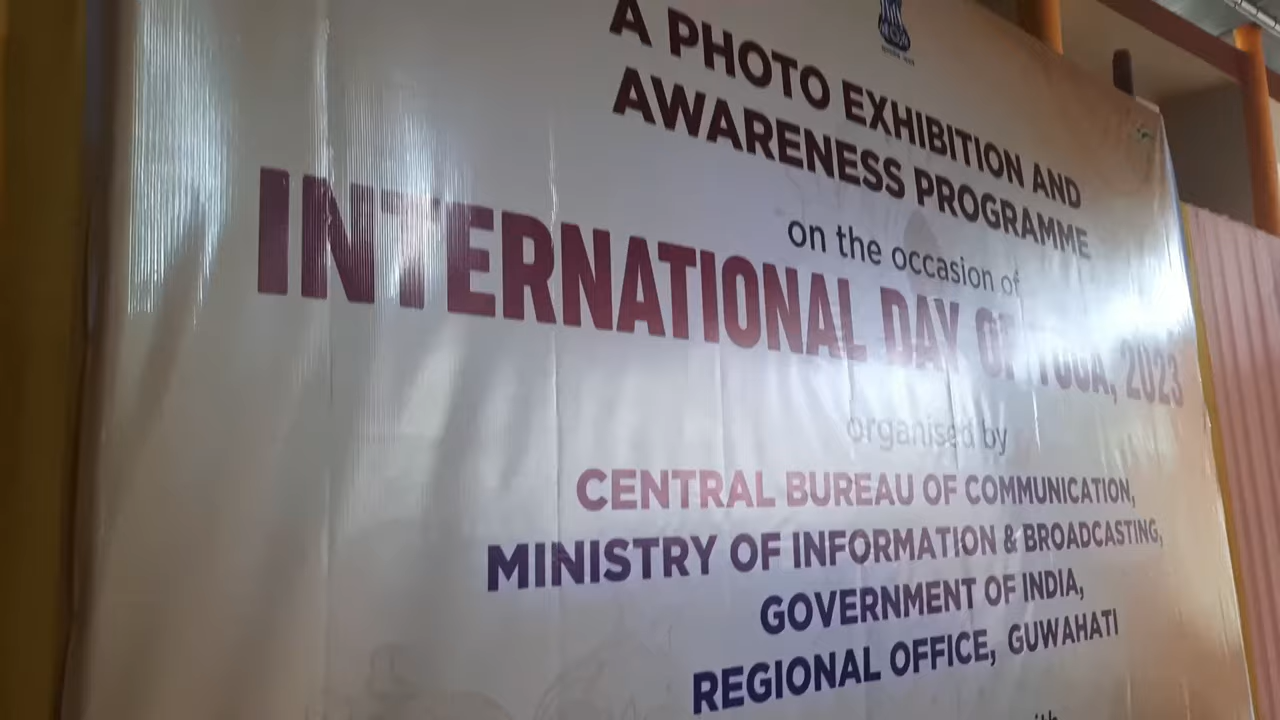 A PHOTO EXHIBITION AND
AWARENESS PROGRAMME
on the occasion of
INTERNATIONAL DAY OF YOGA, 2023
organised by
CENTRAL BUREAU OF COMMUNICATION,
MINISTRY OF INFORMATION & BROADCASTING,
GOVERNMENT OF INDIA,
REGIONAL OFFICE, GUWAHATI